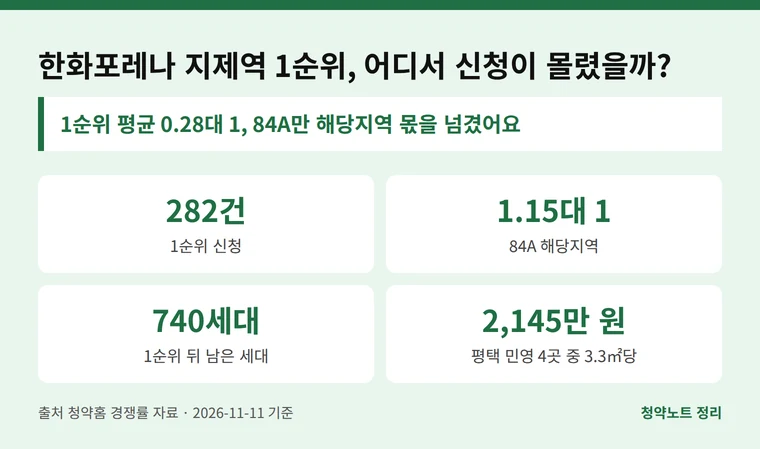 한화포레나 지제역 1순위, 어디서 신청이 몰렸을까?
1순위 평균 0.28대 1, 84A만 해당지역 몫을 넘겼어요
282건
1순위 신청
1.15대 1
84A 해당지역
740세대
1순위 뒤 남은 세대
2,145만 원
평택 민영 4곳 중 3.3㎡당
출처 청약홈 경쟁률 자료 · 2026-11-11 기준
청약노트 정리